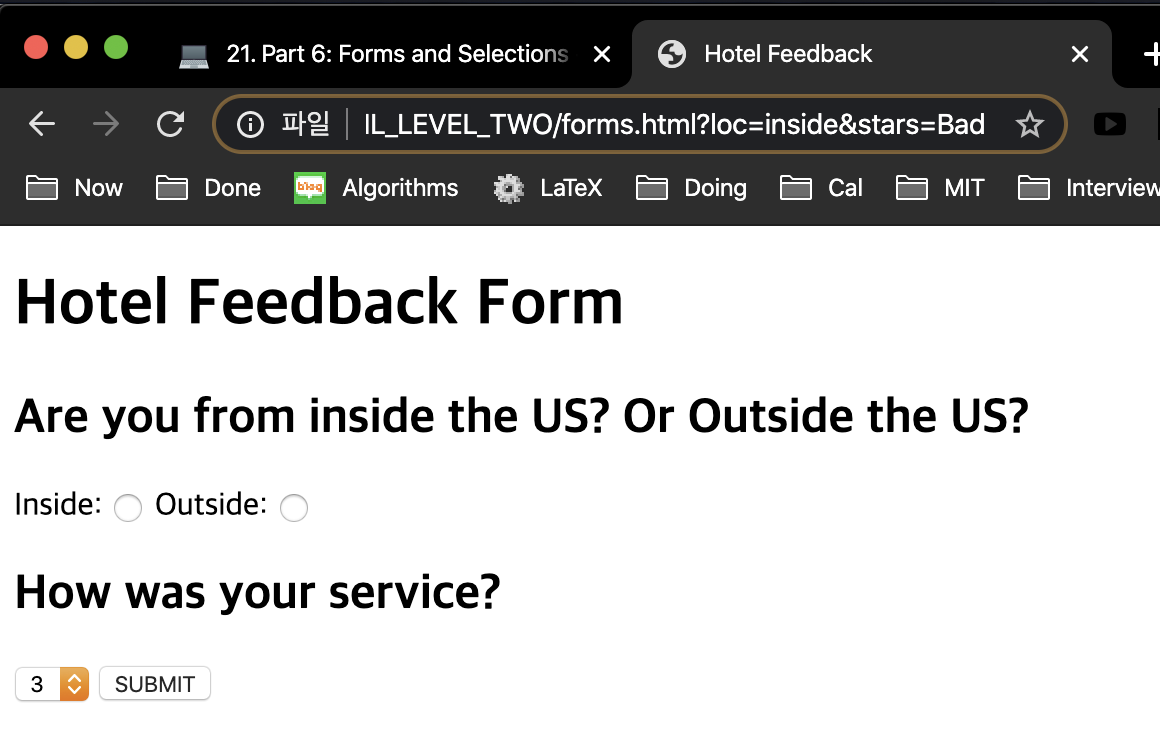 21. Part 6: Forms and Selections
Hotel Feedback
파일 IL_LEVEL_TWO/forms.html?loc=inside&stars=Bad
Now Done blog Algorithms LaTeX Doing Cal MIT Interview
Hotel Feedback Form
Are you from inside the US? Or Outside the US?
Inside: Outside:
How was your service?
3 SUBMIT